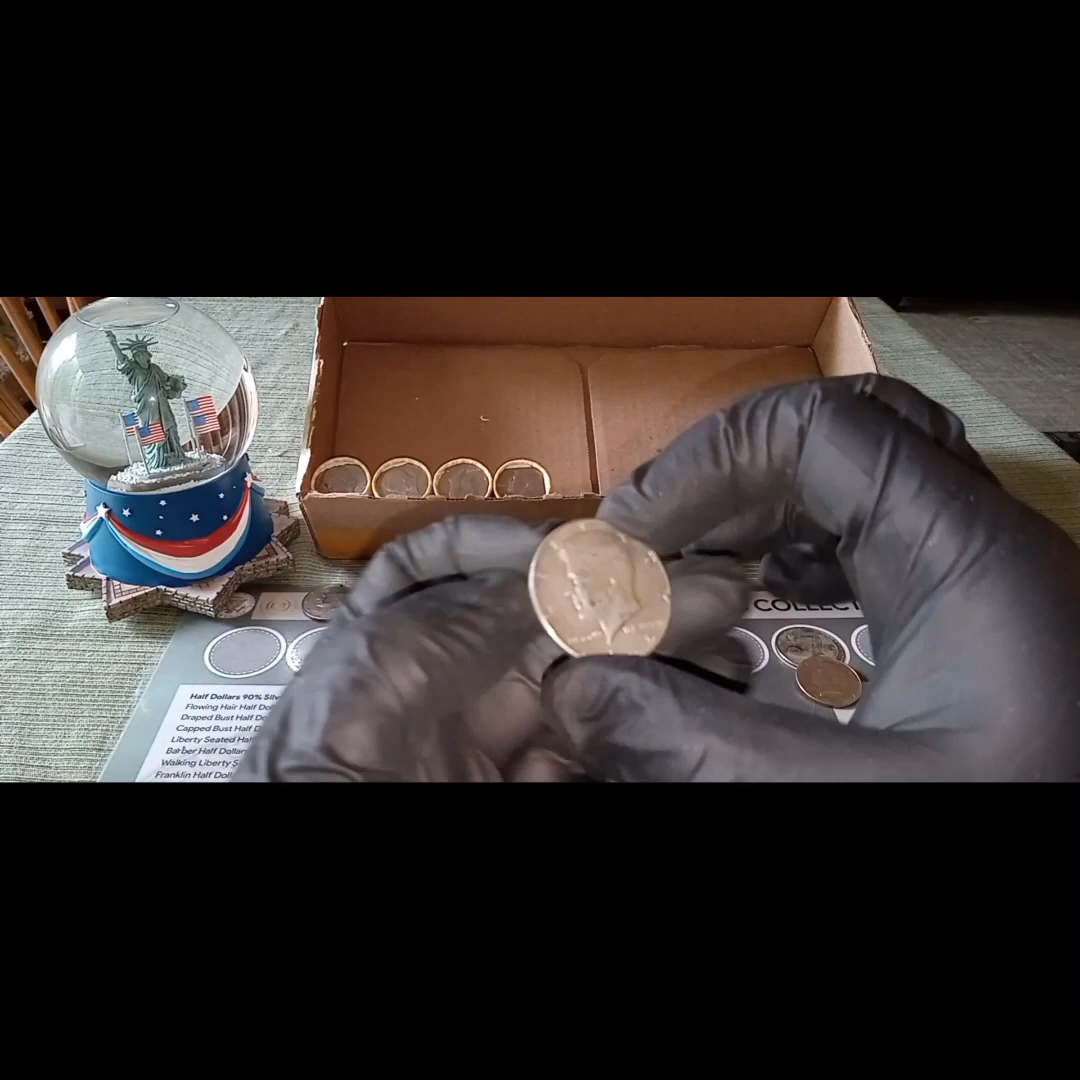 COLLECT
Half Dollars 90% Silv
Flowing Hair Half Dol
Draped Bust Half Do
Capped Bust Half D
Liberty Seated Hal
Barber Half Dollar
Walking Liberty S
Franklin Half Doll